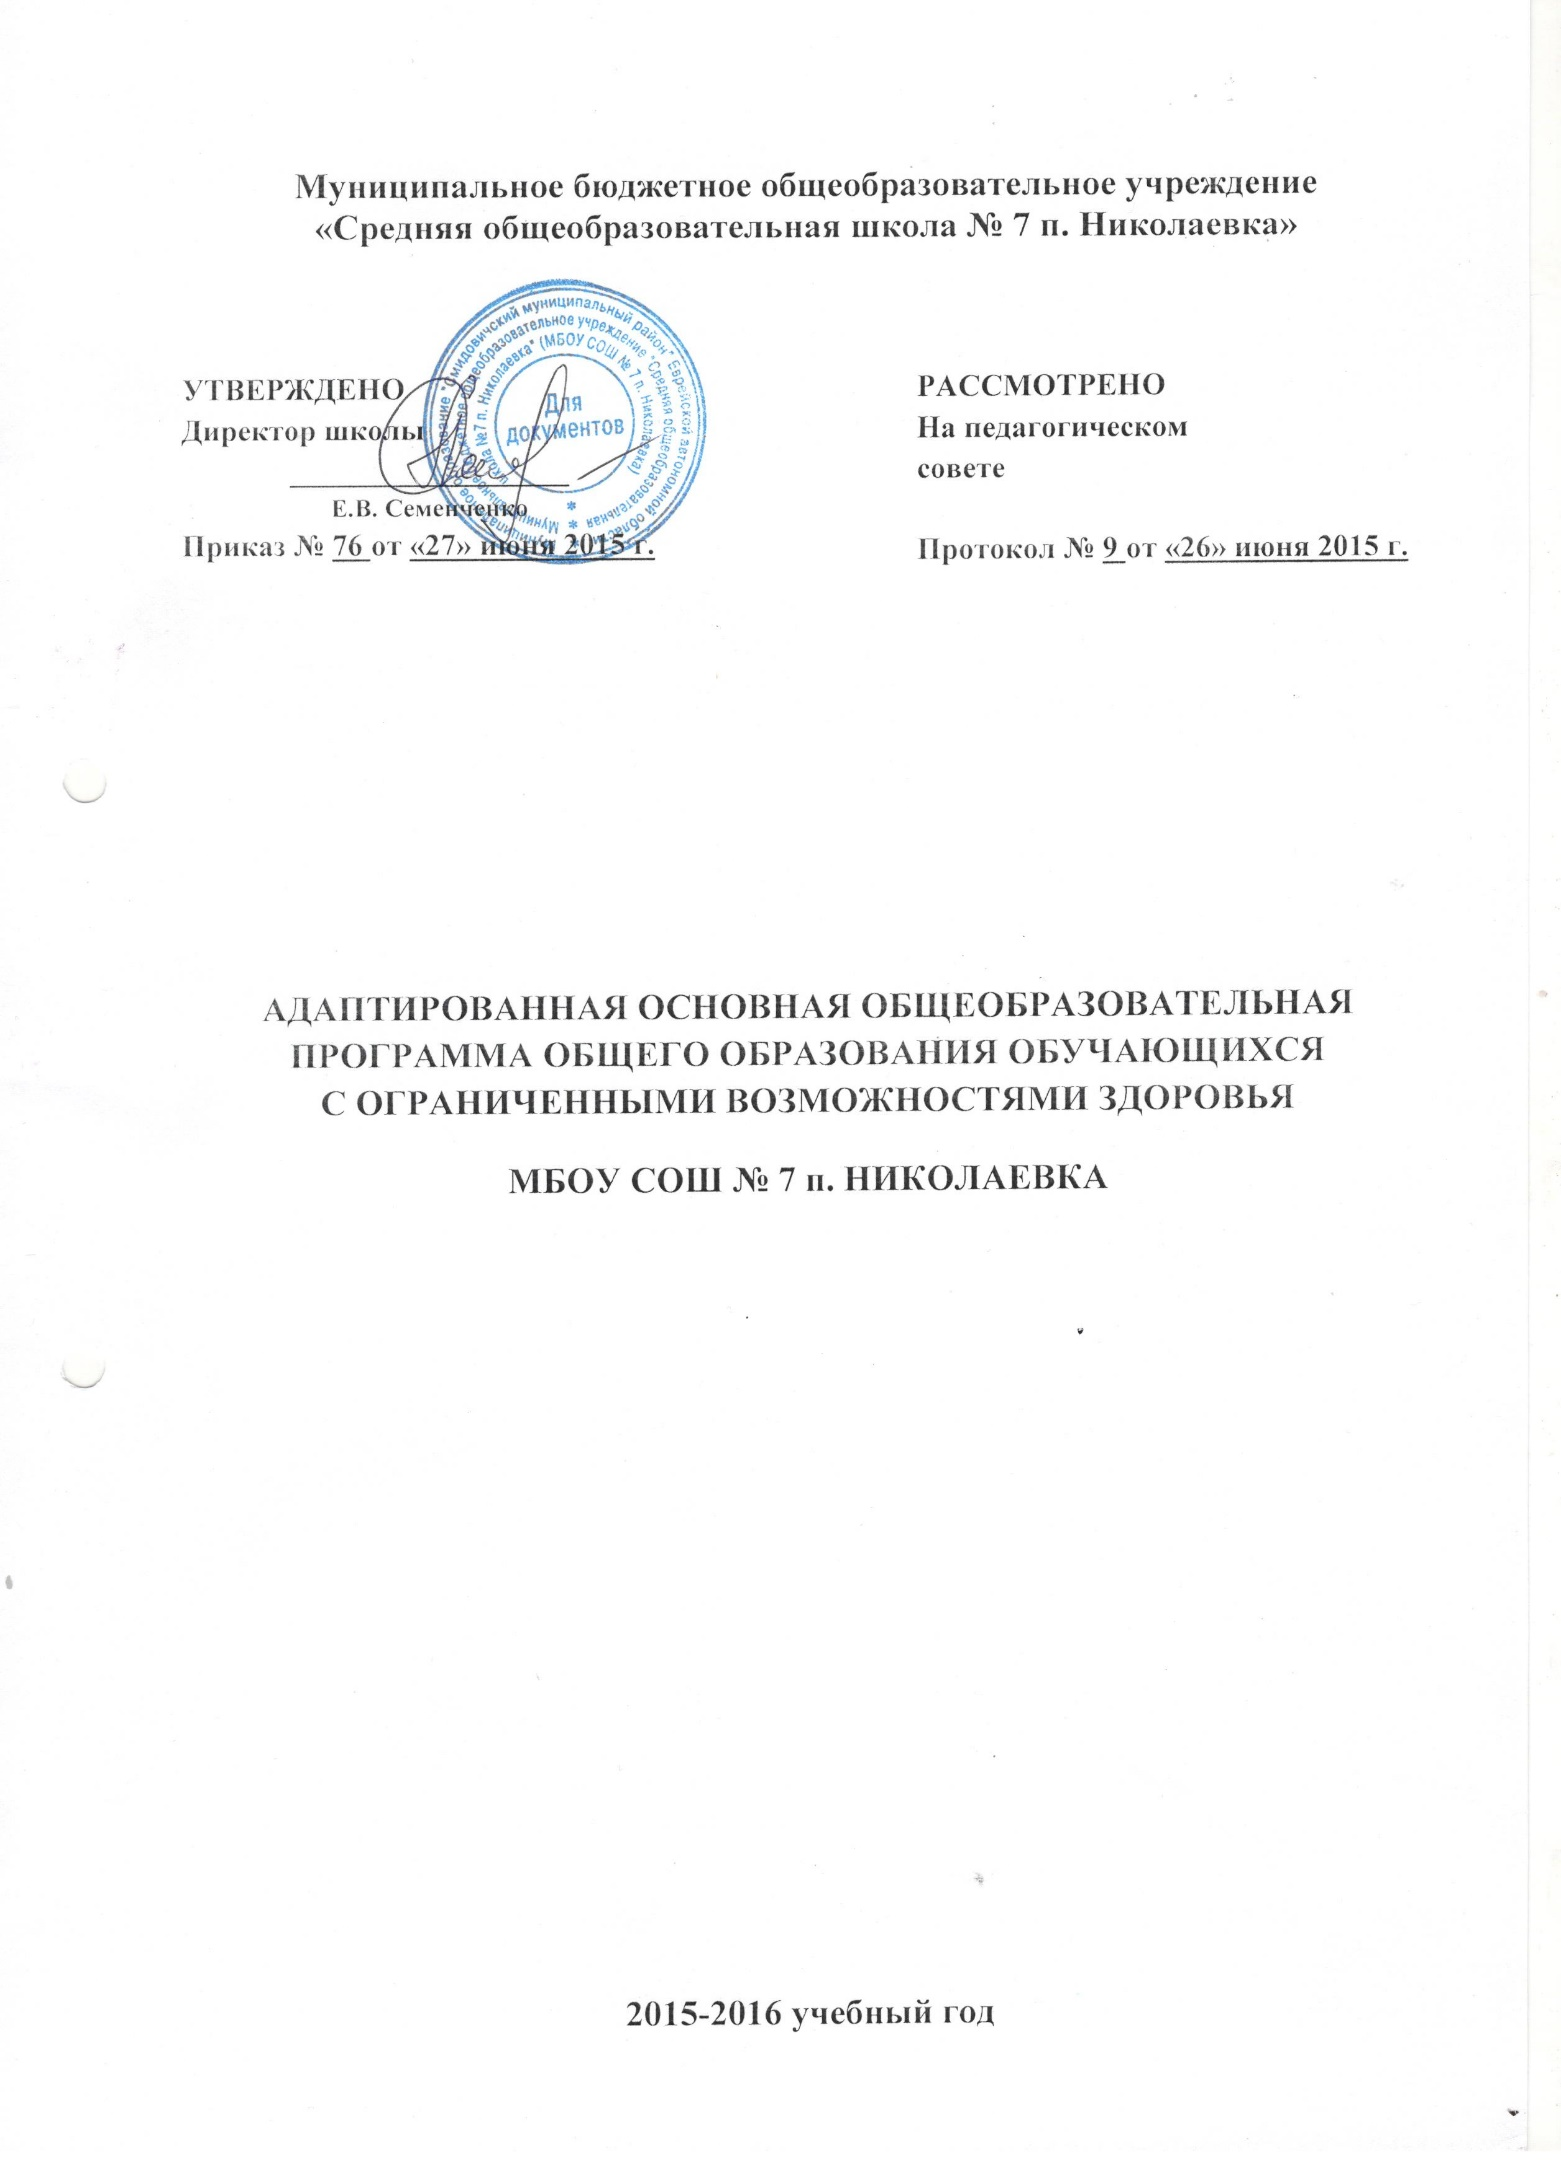 Муниципальное бюджетное общеобразовательное учреждение
«Средняя общеобразовательная школа № 7 п. Николаевка»
УТВЕРЖДЕНО
Директор школы
Е.В. Семенченко
Приказ № 76 от «27» июня 2015 г.
Для
документов
РАССМОТРЕНО
На педагогическом
совете
Протокол № 9 от «26» июня 2015 г.
АДАПТИРОВАННАЯ ОСНОВНАЯ ОБЩЕОБРАЗОВАТЕЛЬНАЯ
ПРОГРАММА ОБЩЕГО ОБРАЗОВАНИЯ ОБУЧАЮЩИХСЯ
С ОГРАНИЧЕННЫМИ ВОЗМОЖНОСТЯМИ ЗДОРОВЬЯ
МБОУ СОШ № 7 п. НИКОЛАЕВКА
2015-2016 учебный год